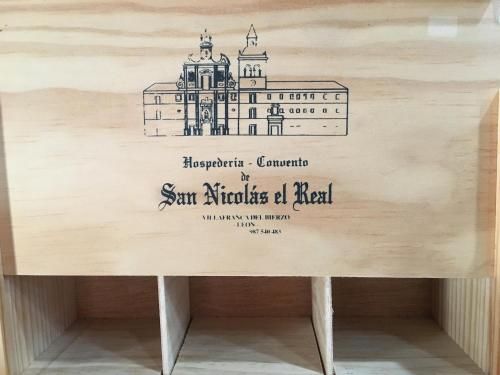 Hospedería - Convento
de
San Nicolás el Real
VILLAFRANCA DEL BIERZO
- LEON -
987 540 483